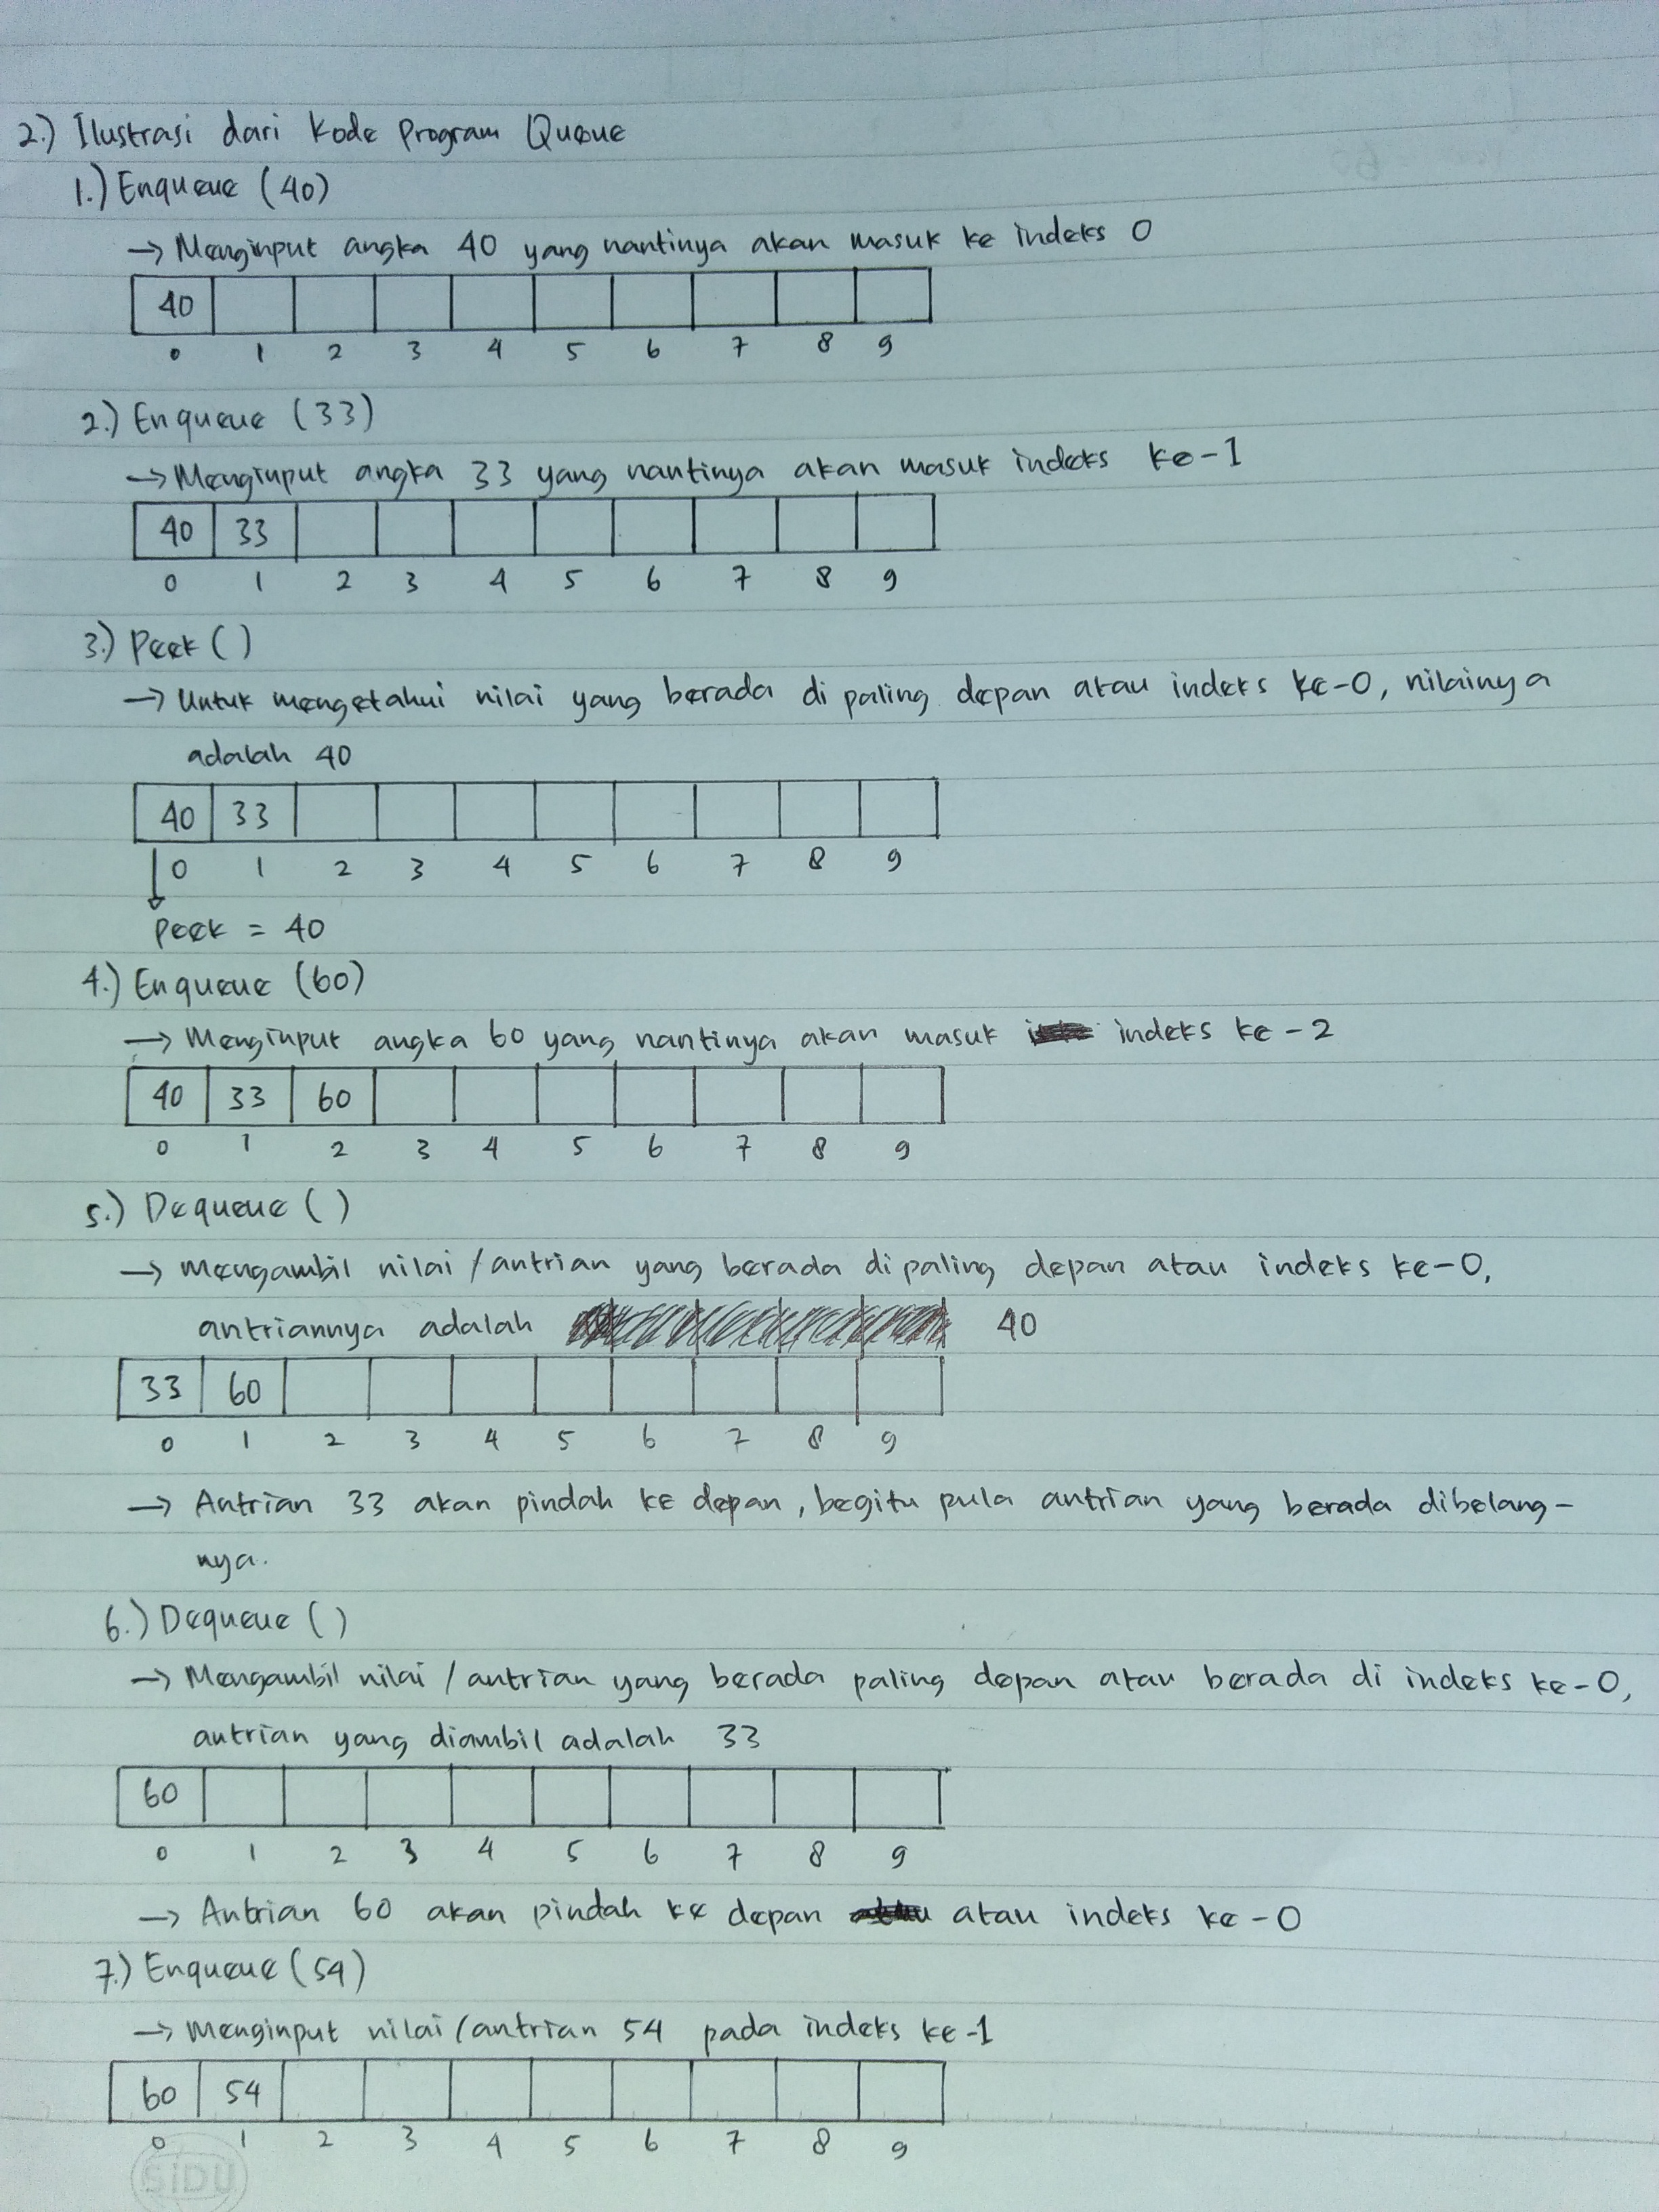 2.) Ilustrasi dari kode program Queue
1.) Enqueue (40)
→ Menginput angka 40 yang nantinya akan masuk ke indeks 0
40
0 1 2 3 4 5 6 7 8 9
2.) Enqueue (33)
→ Menginput angka 33 yang nantinya akan masuk indeks ke-1
40 33
0 1 2 3 4 5 6 7 8 9
3.) Peek ( )
→ Untuk mengetahui nilai yang berada di paling depan atau indeks ke-0, nilainya
adalah 40
40 33
0 1 2 3 4 5 6 7 8 9
peek = 40
4.) Enqueue (60)
→ Menginput angka 60 yang nantinya akan masuk indeks ke-2
40 33 60
0 1 2 3 4 5 6 7 8 9
5.) Dequeue ( )
→ Mengambil nilai/antrian yang berada di paling depan atau indeks ke-0,
antriannya adalah 40
33 60
0 1 2 3 4 5 6 7 8 9
→ Antrian 33 akan pindah ke depan, begitu pula antrian yang berada dibelang-
nya.
6.) Dequeue ( )
→ Mengambil nilai/antrian yang berada paling depan atau berada di indeks ke-0,
antrian yang diambil adalah 33
60
0 1 2 3 4 5 6 7 8 9
→ Antrian 60 akan pindah ke depan atau indeks ke-0
7.) Enqueue (54)
→ Menginput nilai/antrian 54 pada indeks ke-1
60 54
0 1 2 3 4 5 6 7 8 9
SiDU